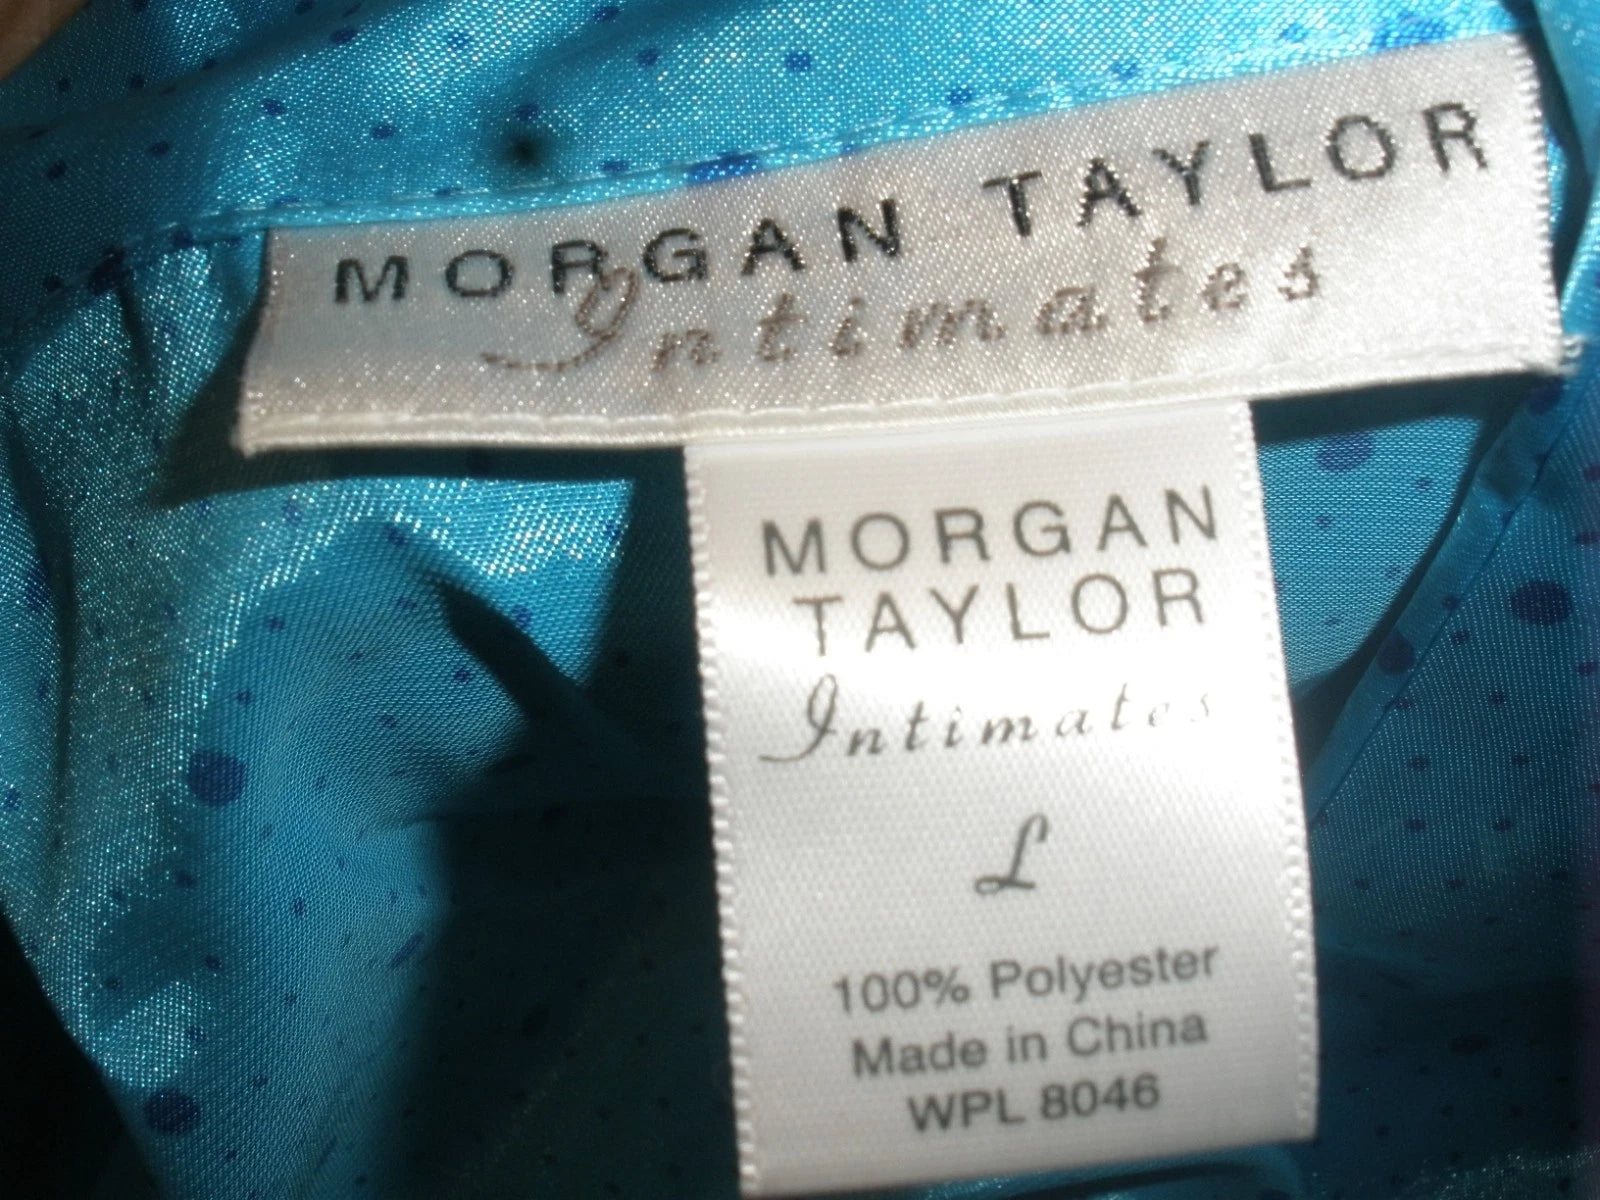 MORGAN TAYLOR
Intimates
MORGAN
TAYLOR
Intimates
L
100% Polyester
Made in China
WPL 8046